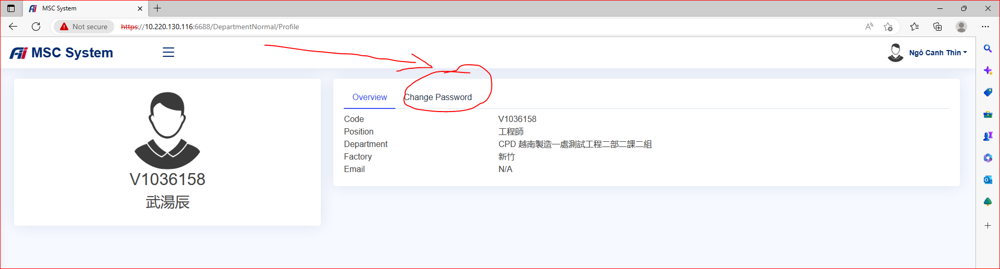 MSC System
Not secure https://10.220.130.116:6688/DepartmentNormal/Profile
MSC System
Ngô Canh Thìn
Overview
Change Password
Code V1036158
Position 工程師
Department CPD 越南製造一處測試工程二部二課二組
Factory 新竹
Email N/A
V1036158
武湯辰